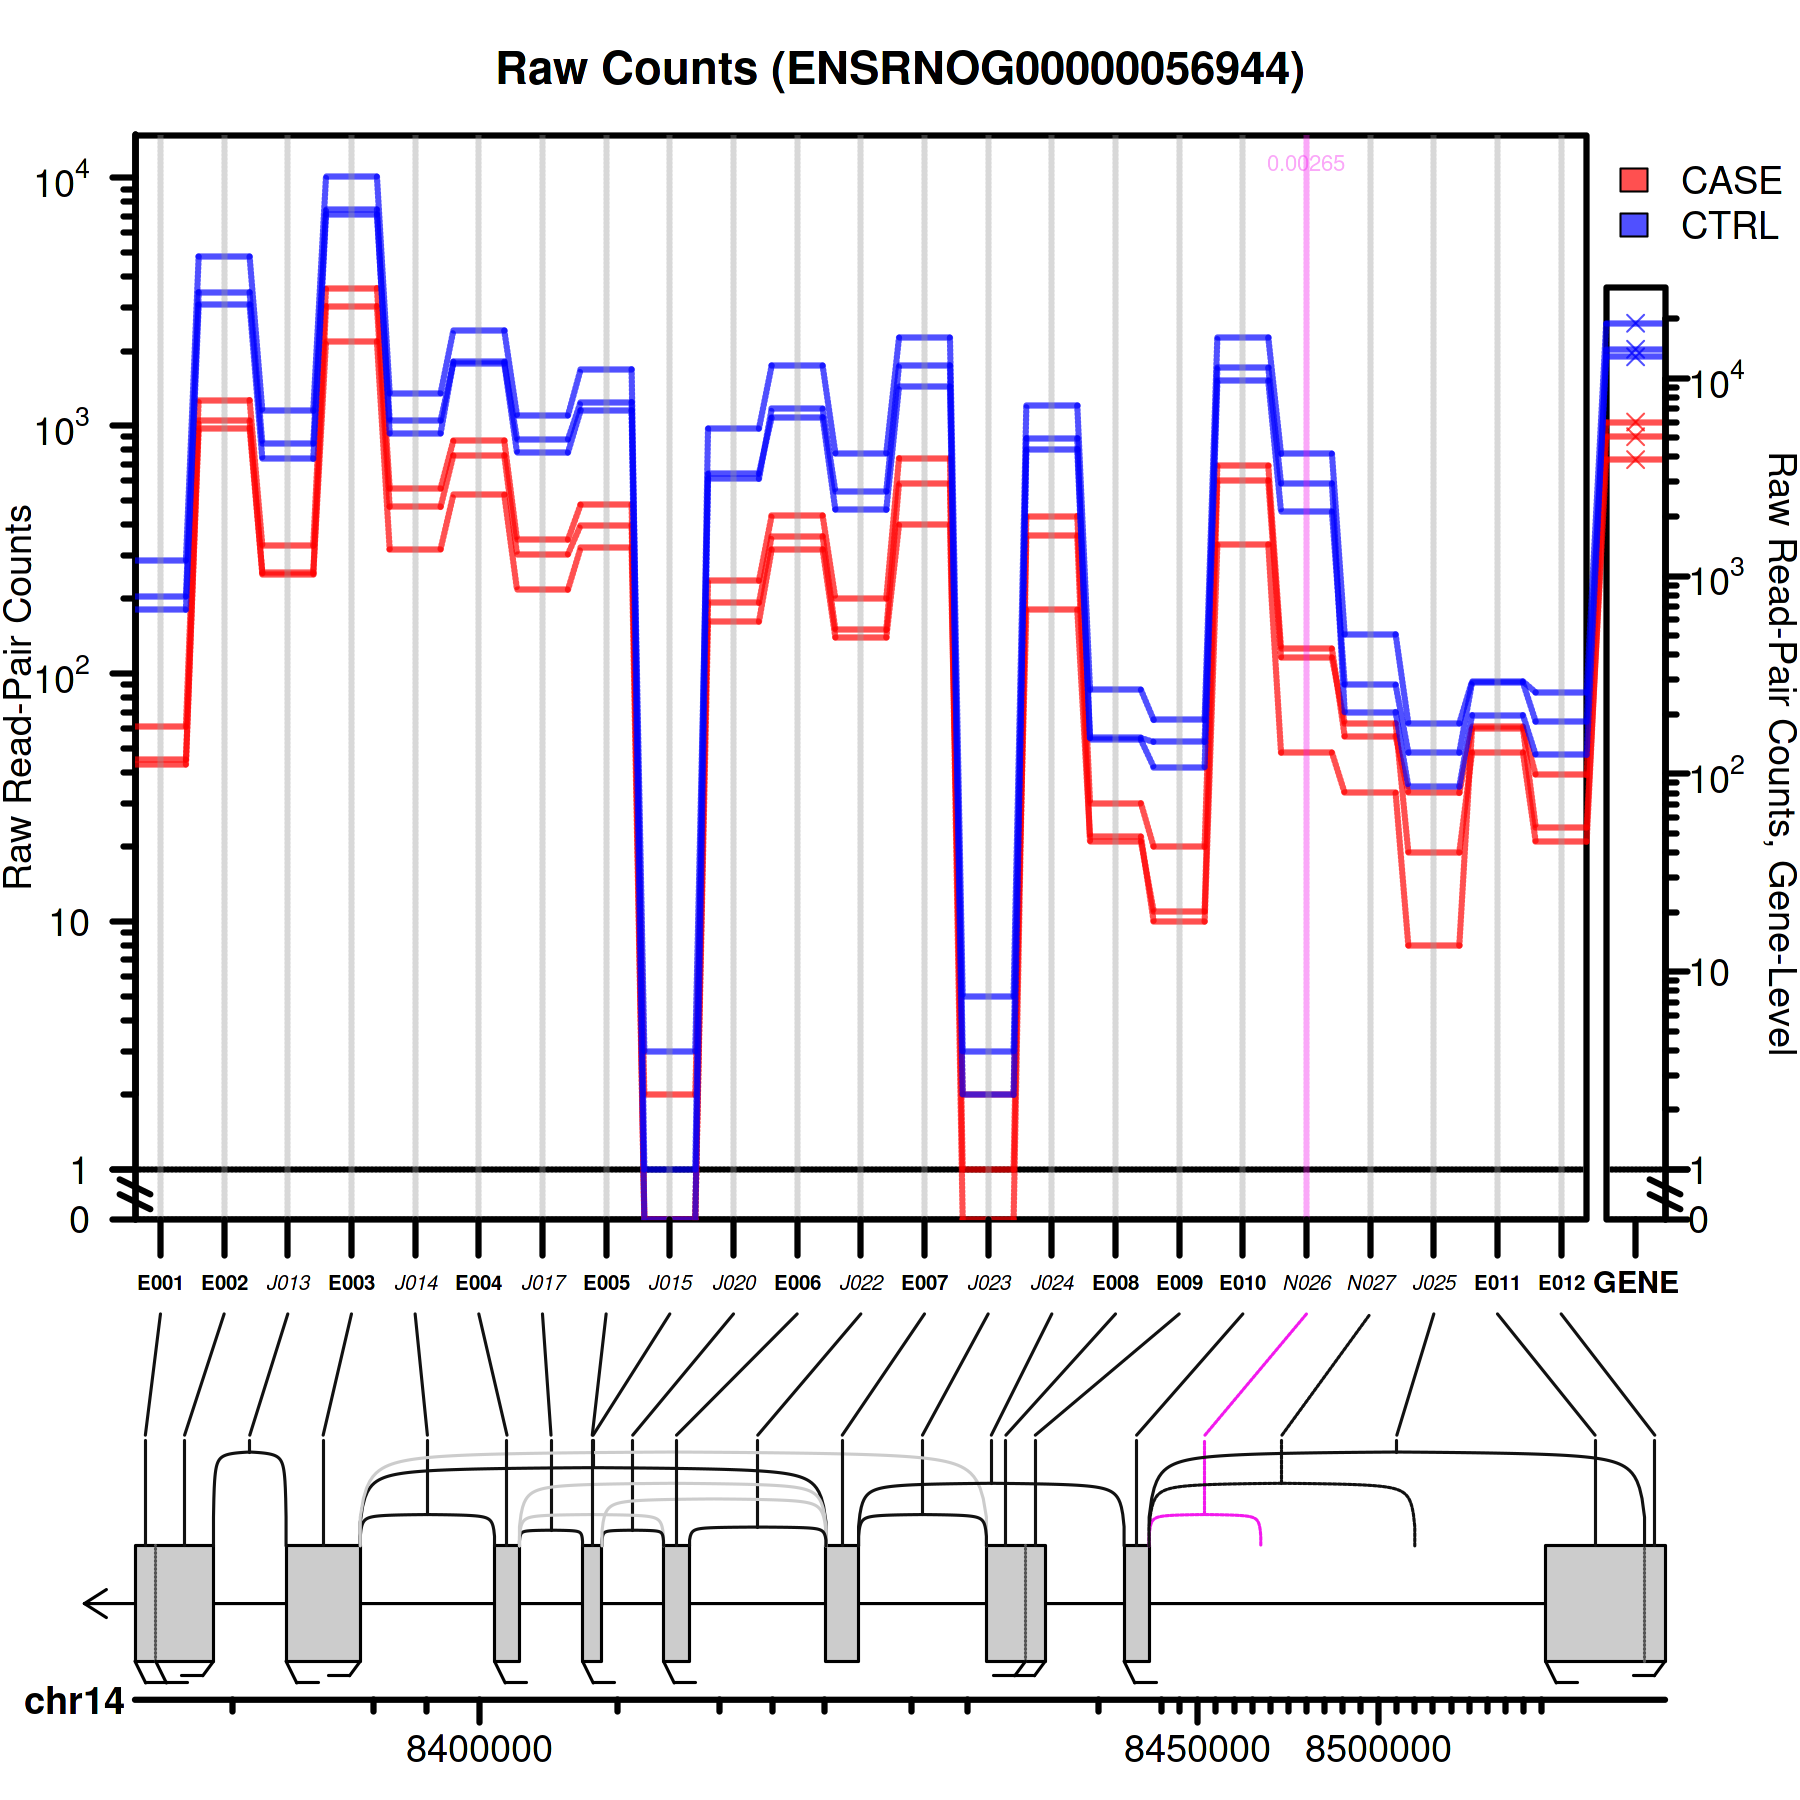 Raw Counts (ENSRNOG00000056944)
0.00265
CASE
CTRL
10^4
10^3
10^2
10
1
0
Raw Read-Pair Counts
10^4
10^3
10^2
10
1
0
Raw Read-Pair Counts, Gene-Level
E001 E002 J013 E003 J014 E004 J017 E005 J015 J020 E006 J022 E007 J023 J024 E008 E009 E010 N026 N027 J025 E011 E012 GENE
chr14
8400000 8450000 8500000